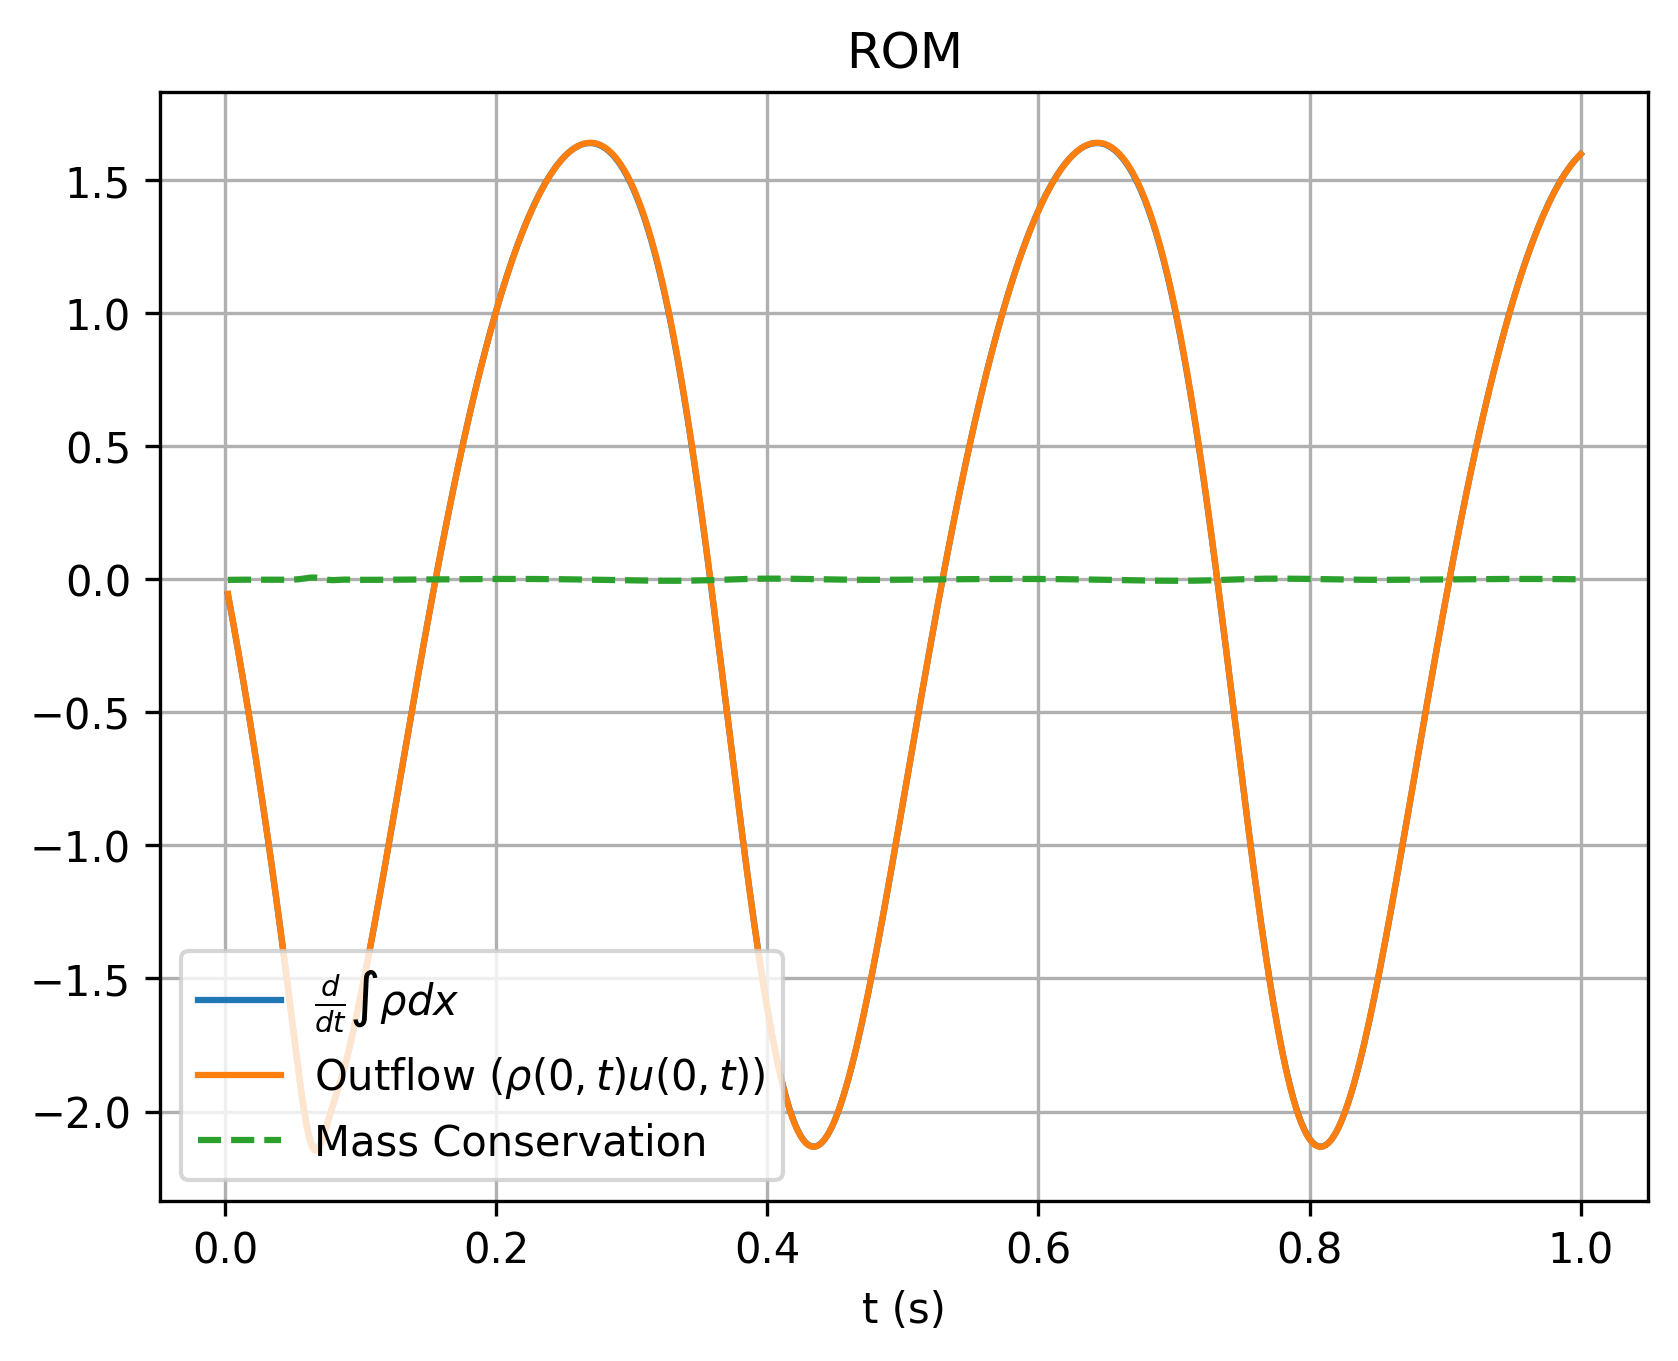 ROM
1.5
1.0
0.5
0.0
−0.5
−1.0
−1.5
−2.0
d/dt ∫ρdx
Outflow (ρ(0, t)u(0, t))
Mass Conservation
0.0 0.2 0.4 0.6 0.8 1.0
t (s)